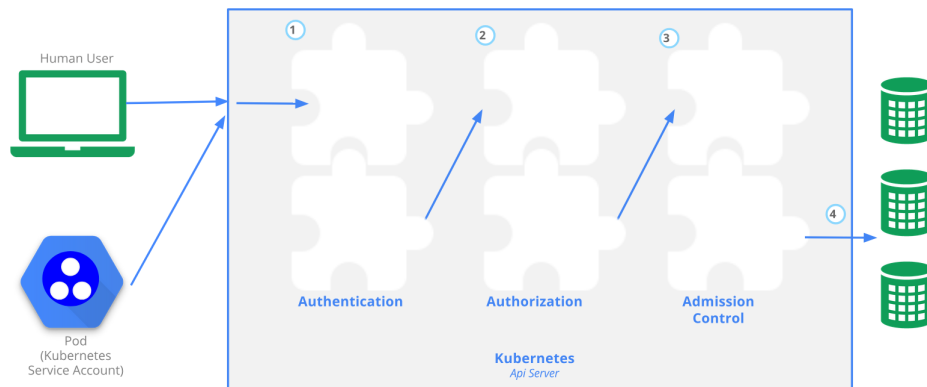 Human User
1
2
3
4
Pod
(Kubernetes
Service Account)
Authentication
Authorization
Admission
Control
Kubernetes
Api Server